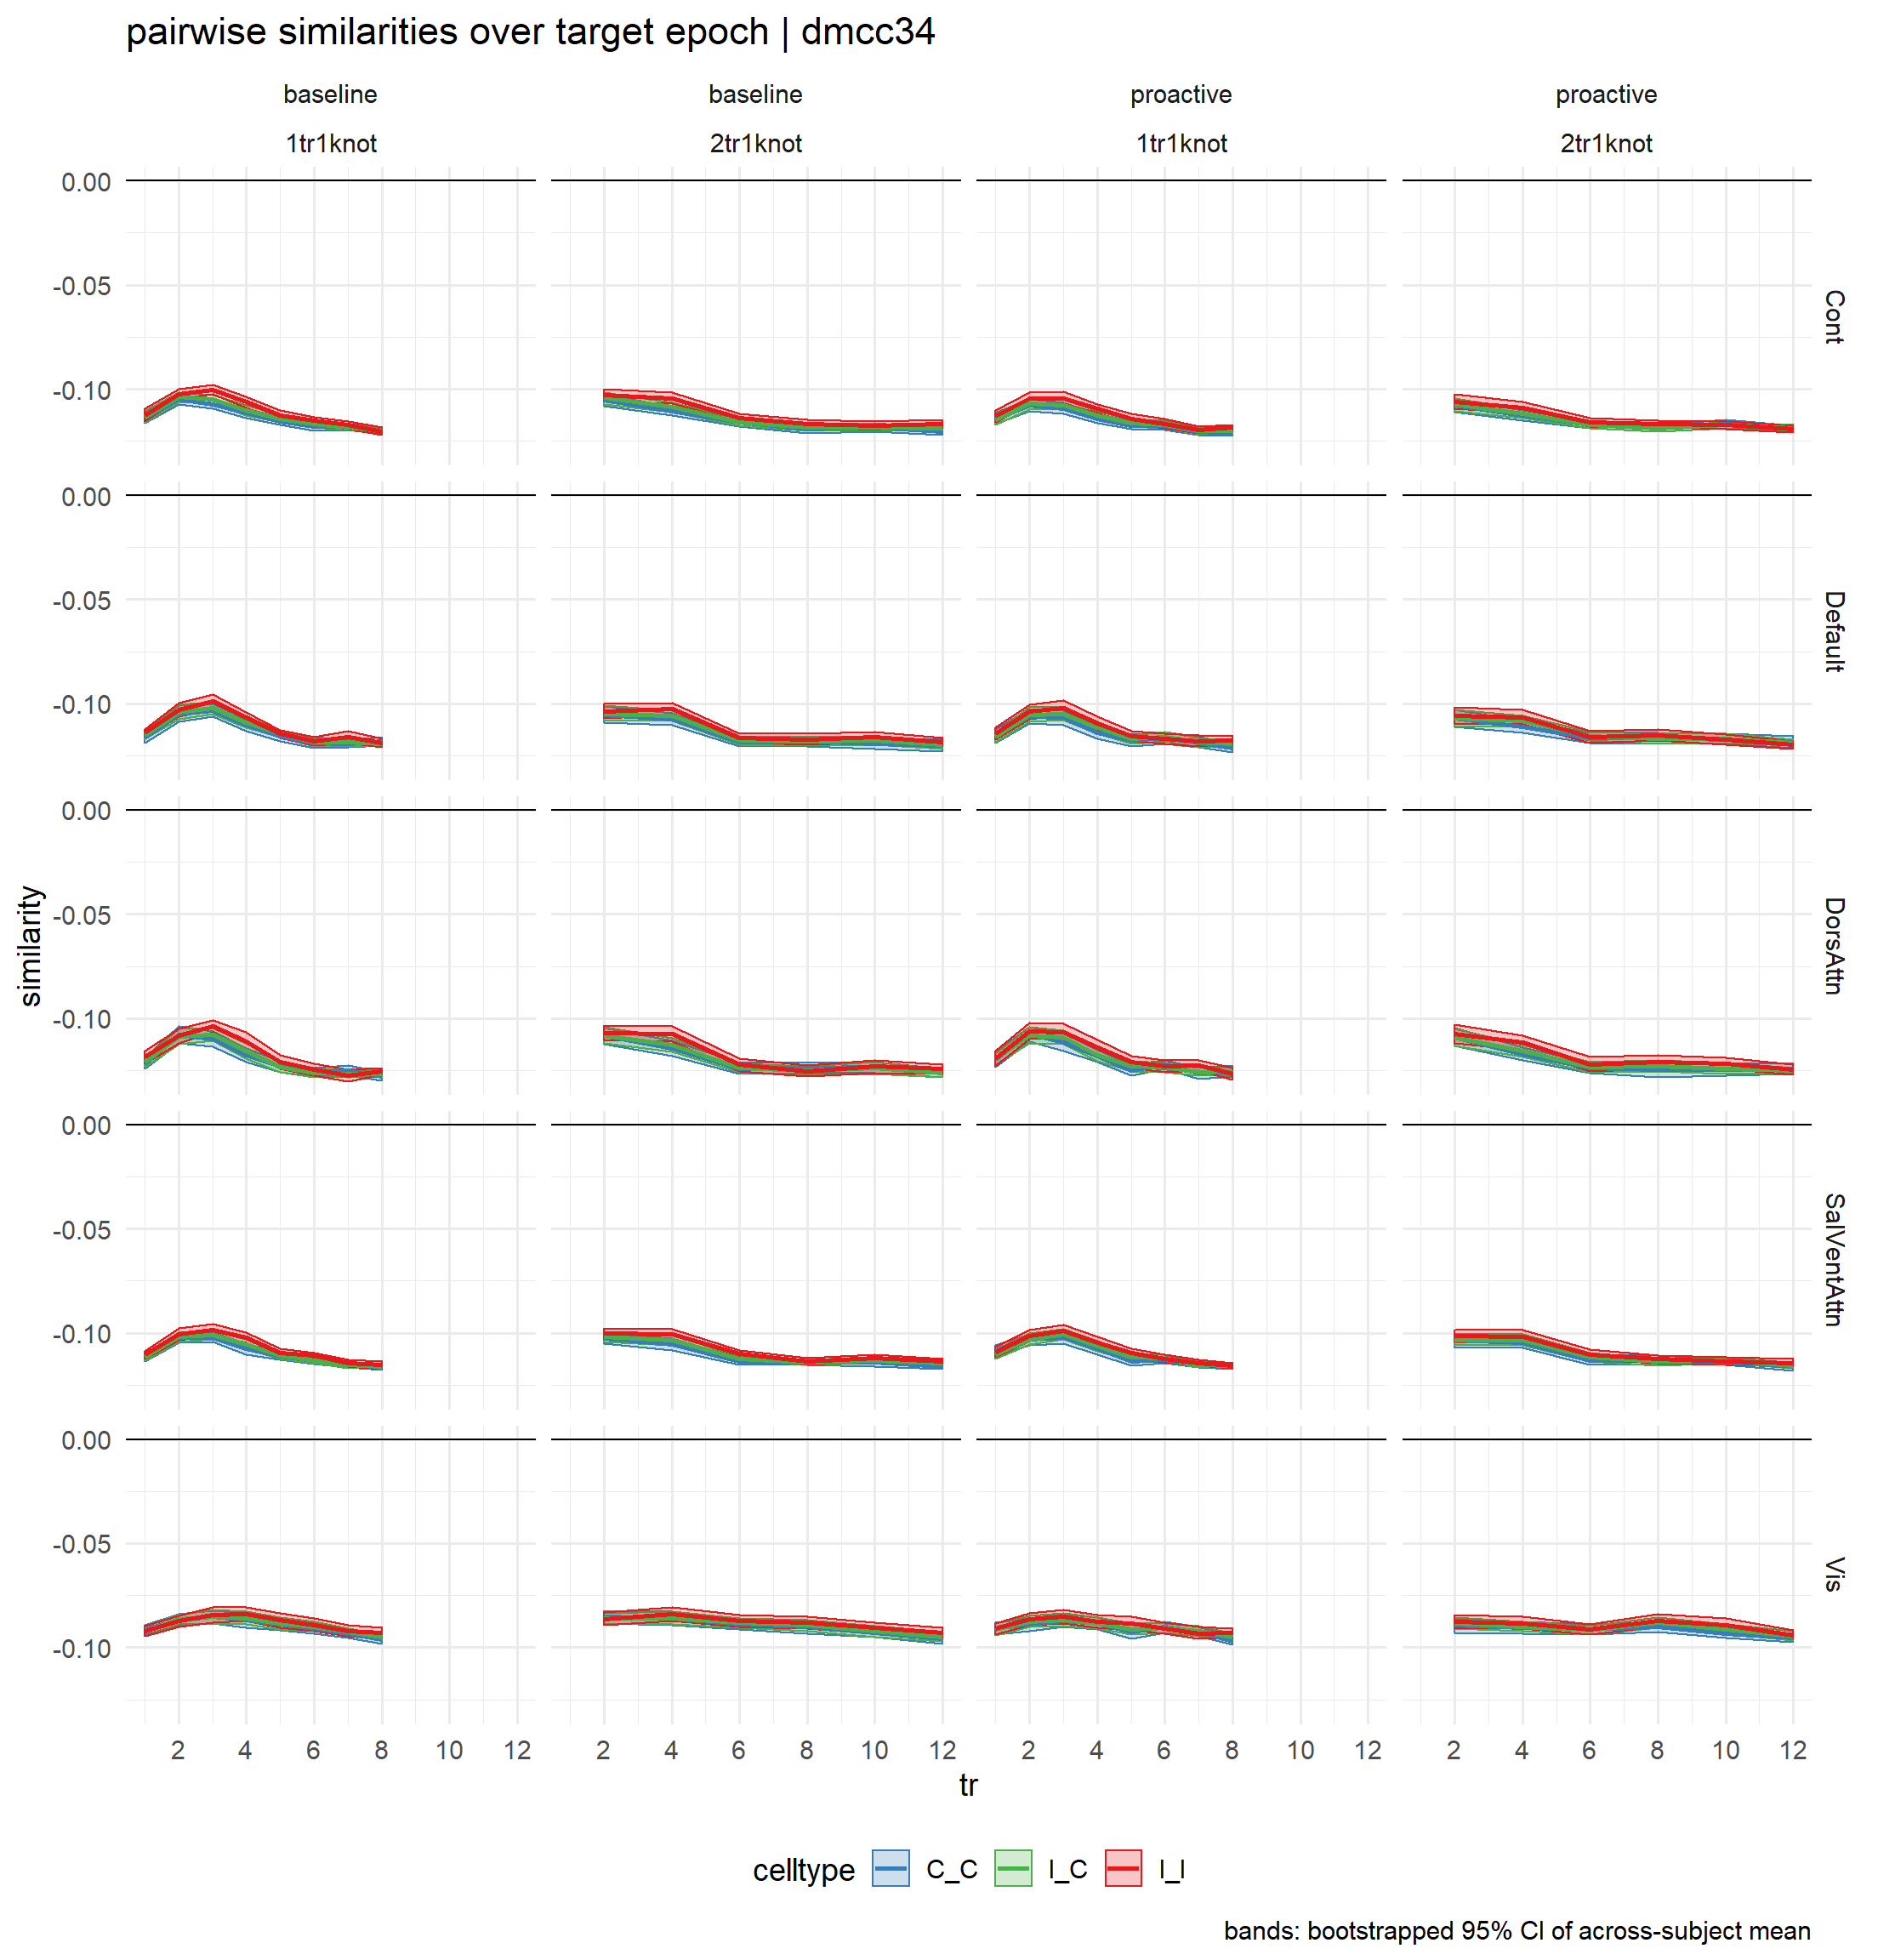 pairwise similarities over target epoch | dmcc34
baseline baseline proactive proactive
1tr1knot 2tr1knot 1tr1knot 2tr1knot
0.00
-0.05
-0.10
Cont
0.00
-0.05
-0.10
Default
0.00
-0.05
-0.10
DorsAttn
0.00
-0.05
-0.10
SalVentAttn
0.00
-0.05
-0.10
Vis
similarity
2 4 6 8 10 12 2 4 6 8 10 12 2 4 6 8 10 12 2 4 6 8 10 12
tr
celltype C_C I_C I_I
bands: bootstrapped 95% CI of across-subject mean